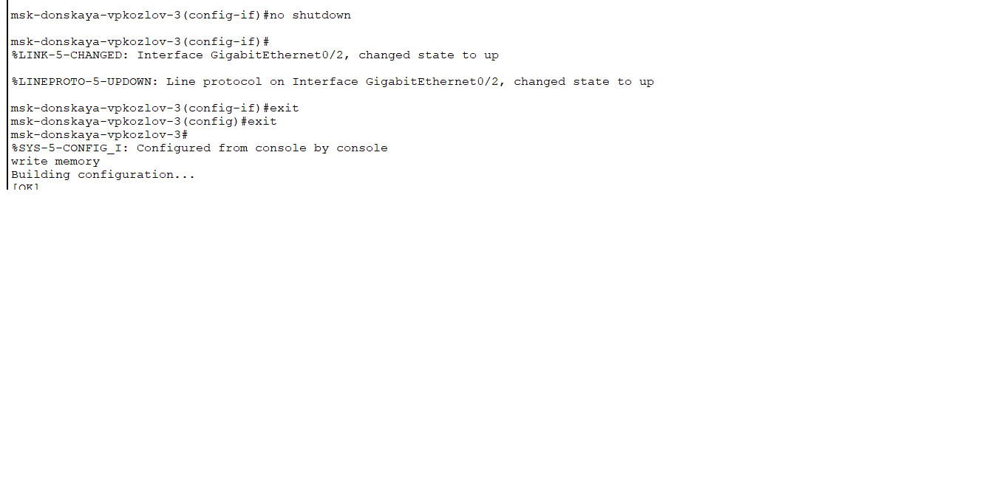 msk-donskaya-vpkozlov-3(config-if)#no shutdown
msk-donskaya-vpkozlov-3(config-if)#
%LINK-5-CHANGED: Interface GigabitEthernet0/2, changed state to up
%LINEPROTO-5-UPDOWN: Line protocol on Interface GigabitEthernet0/2, changed state to up
msk-donskaya-vpkozlov-3(config-if)#exit
msk-donskaya-vpkozlov-3(config)#exit
msk-donskaya-vpkozlov-3#
%SYS-5-CONFIG_I: Configured from console by console
write memory
Building configuration...
[OK]